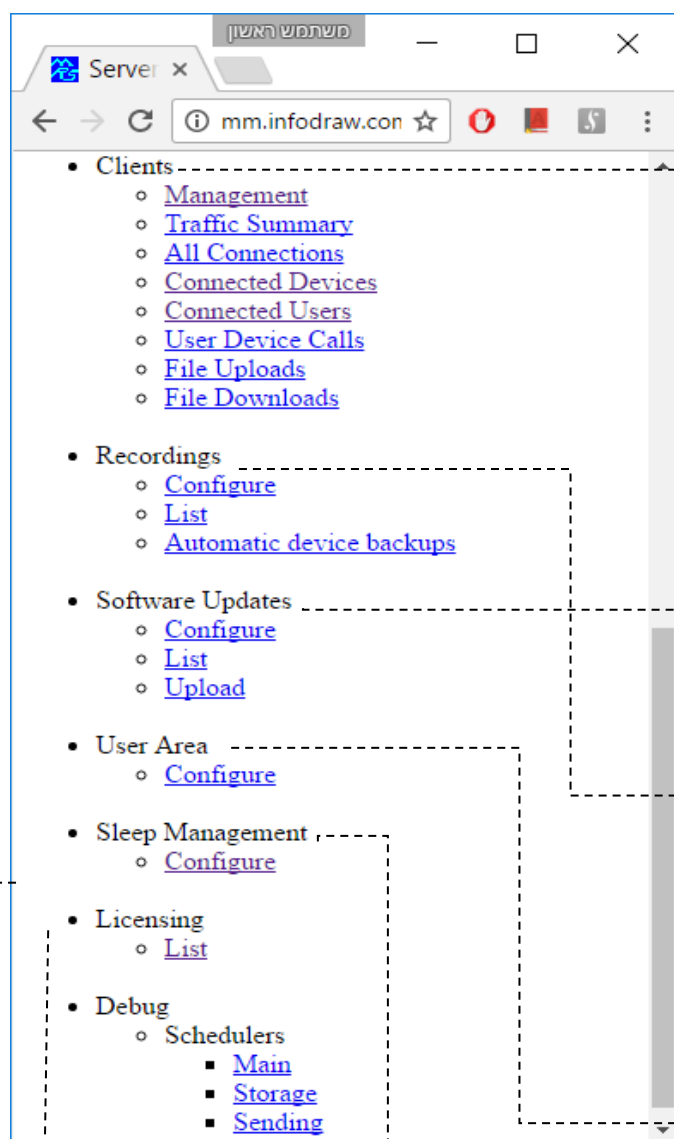 משתמש ראשון
Server
mm.infodraw.con
Clients
Management
Traffic Summary
All Connections
Connected Devices
Connected Users
User Device Calls
File Uploads
File Downloads
Recordings
Configure
List
Automatic device backups
Software Updates
Configure
List
Upload
User Area
Configure
Sleep Management
Configure
Licensing
List
Debug
Schedulers
Main
Storage
Sending